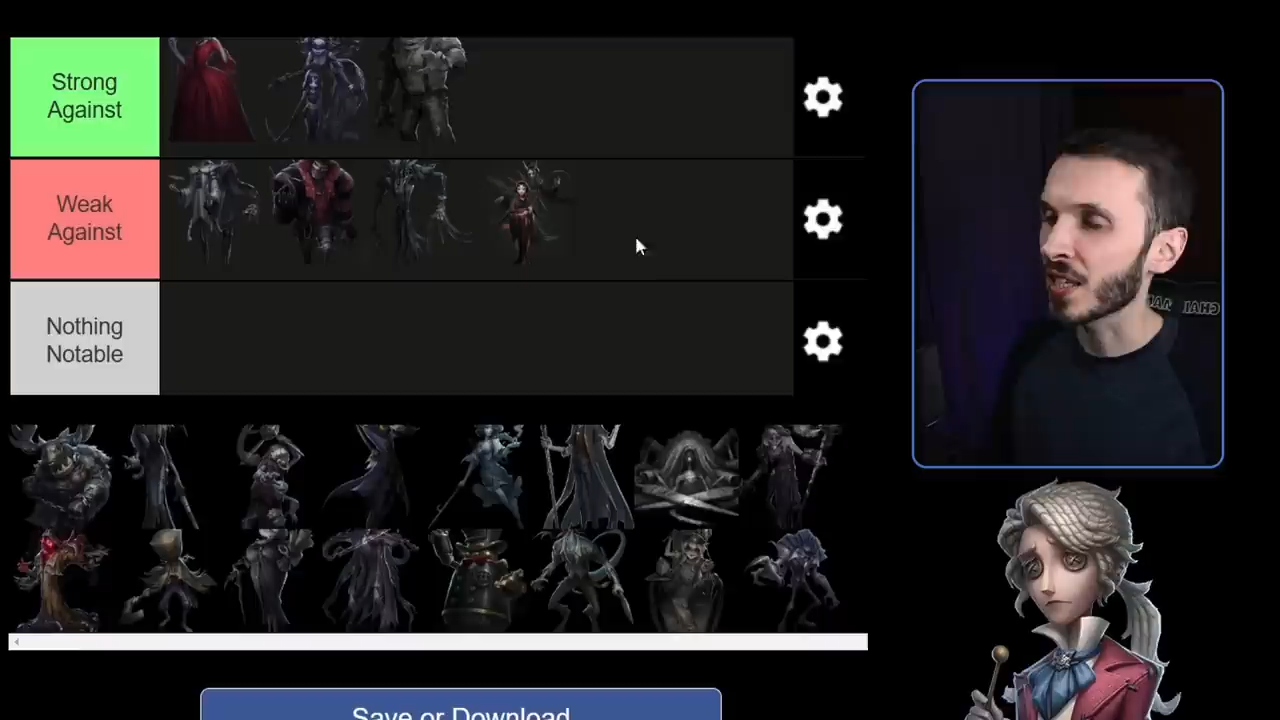 Strong
Against
Weak
Against
Nothing
Notable
Save or Download